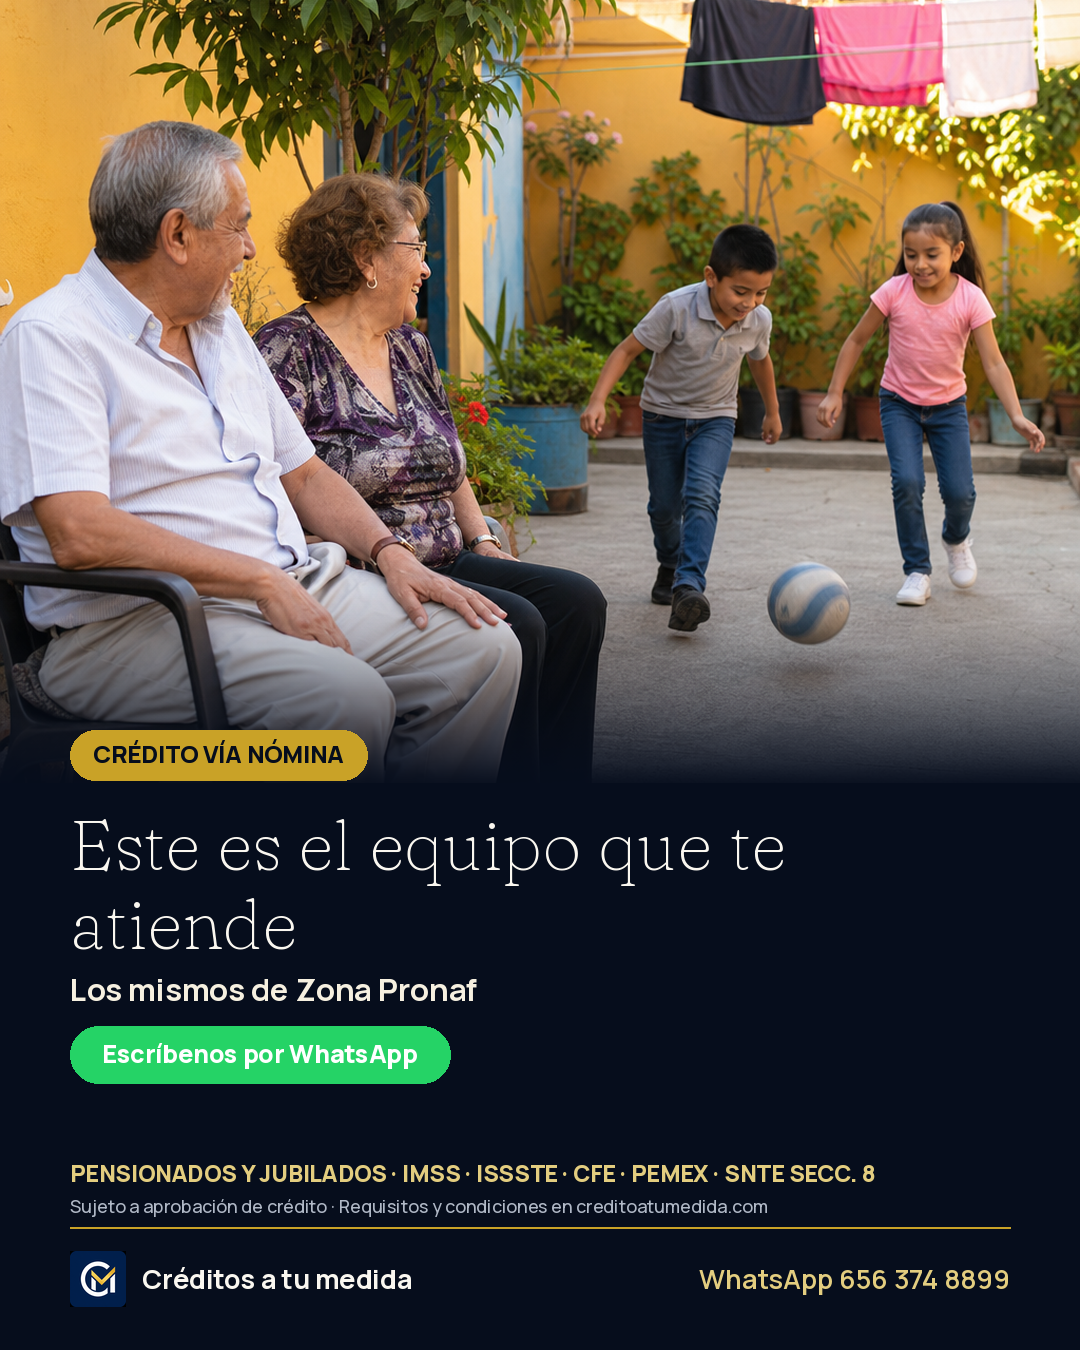 CRÉDITO VÍA NÓMINA
Este es el equipo que te
atiende
Los mismos de Zona Pronaf
Escríbenos por WhatsApp
PENSIONADOS Y JUBILADOS · IMSS · ISSSTE · CFE · PEMEX · SNTE SECC. 8
Sujeto a aprobación de crédito · Requisitos y condiciones en creditoatumedida.com
Créditos a tu medida
WhatsApp 656 374 8899